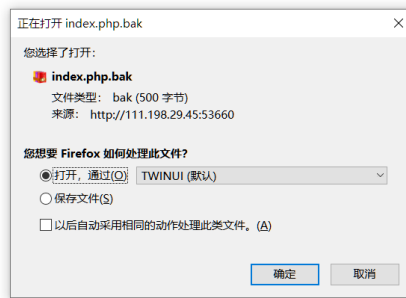 正在打开 index.php.bak
您选择了打开:
index.php.bak
文件类型: bak (500 字节)
来源: http://111.198.29.45:53660
您想要 Firefox 如何处理此文件?
打开，通过(O) TWINUI (默认)
保存文件(S)
以后自动采用相同的动作处理此类文件。(A)
确定 取消